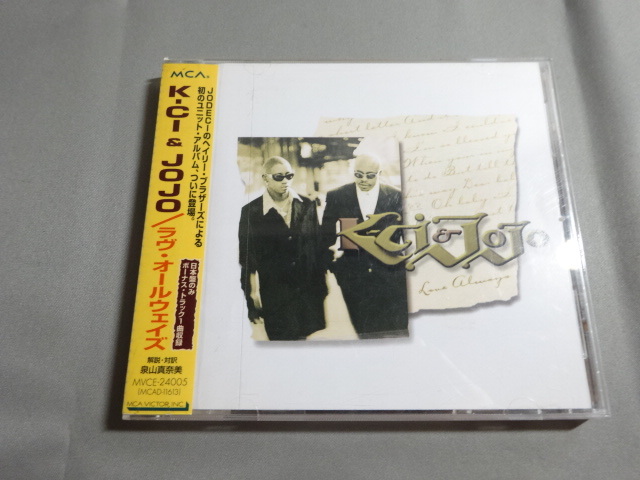 MCA
K-CI & JOJO/ラヴ・オールウェイズ
JODECIのヘイリー・ブラザーズによる
初のユニット・アルバム、ついに登場。
日本盤のみ
ボーナス・トラック1曲収録
解説・対訳
泉山真奈美
MVCE-24005
(MCAD-11613)
MCA VICTOR, INC.
K-Ci & JoJo
Love Always